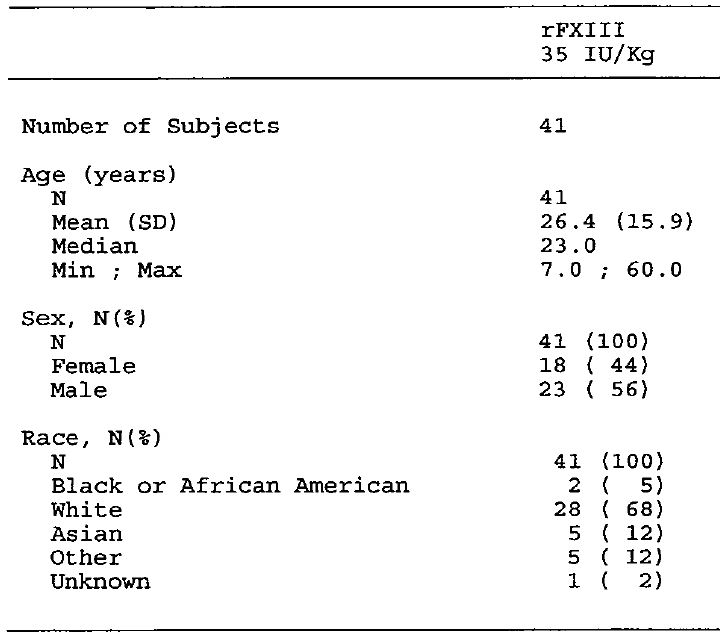 rFXIII
35 IU/Kg
Number of Subjects 41
Age (years)
N 41
Mean (SD) 26.4 (15.9)
Median 23.0
Min ; Max 7.0 ; 60.0
Sex, N(%)
N 41 (100)
Female 18 ( 44)
Male 23 ( 56)
Race, N(%)
N 41 (100)
Black or African American 2 ( 5)
White 28 ( 68)
Asian 5 ( 12)
Other 5 ( 12)
Unknown 1 ( 2)